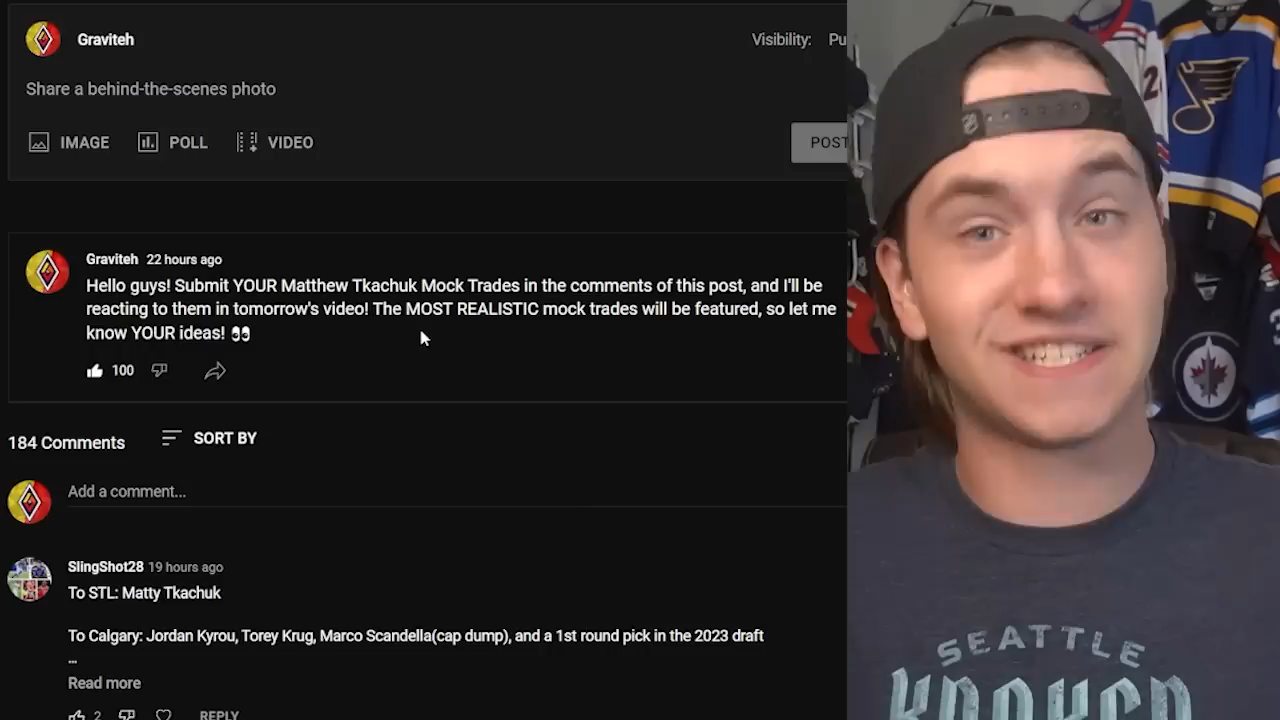 Graviteh
Visibility: Pu
Share a behind-the-scenes photo
IMAGE POLL VIDEO
POST
Graviteh 22 hours ago
Hello guys! Submit YOUR Matthew Tkachuk Mock Trades in the comments of this post, and I'll be
reacting to them in tomorrow's video! The MOST REALISTIC mock trades will be featured, so let me
know YOUR ideas! 👀
100
184 Comments SORT BY
Add a comment...
SlingShot28 19 hours ago
To STL: Matty Tkachuk
To Calgary: Jordan Kyrou, Torey Krug, Marco Scandella(cap dump), and a 1st round pick in the 2023 draft
...
Read more
2 REPLY
SEATTLE
KRAKEN
2